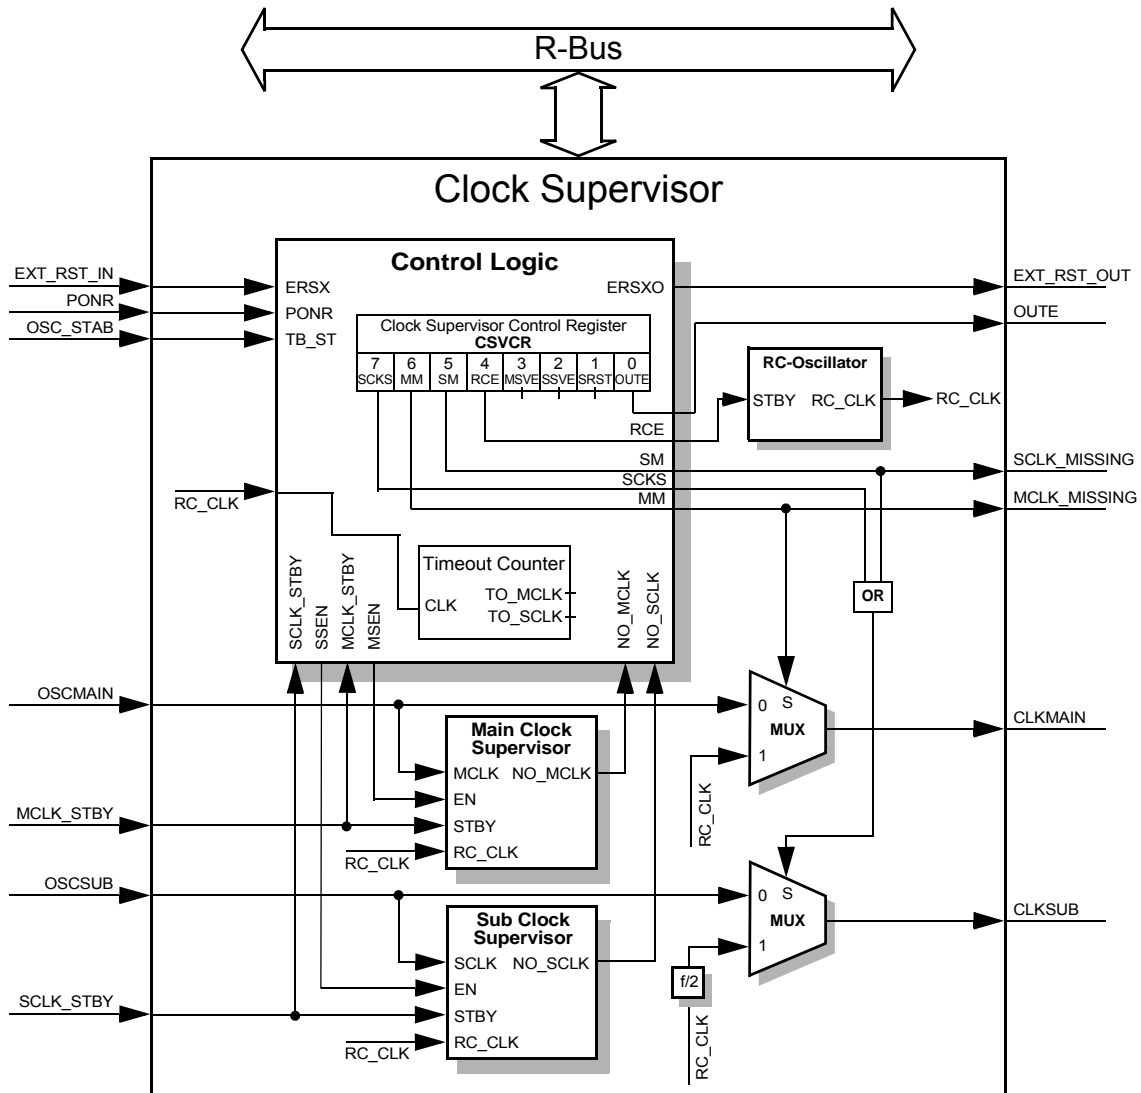 R-Bus
Clock Supervisor
Control Logic
EXT_RST_IN
ERSX
ERSXO
EXT_RST_OUT
PONR
PONR
OUTE
OSC_STAB
TB_ST
Clock Supervisor Control Register
CSVCR
7 6 5 4 3 2 1 0
SCKS MM SM RCE MSVE SSVE SRST OUTE
RC-Oscillator
STBY RC_CLK
RC_CLK
RCE
SM
SCLK_MISSING
SCKS
MM
MCLK_MISSING
RC_CLK
Timeout Counter
CLK
TO_MCLK
TO_SCLK
SCLK_STBY
SSEN
MCLK_STBY
MSEN
NO_MCLK
NO_SCLK
OR
OSCMAIN
0 S
MUX
1
CLKMAIN
RC_CLK
Main Clock
Supervisor
MCLK NO_MCLK
EN
STBY
RC_CLK
MCLK_STBY
RC_CLK
OSCSUB
0 S
MUX
1
CLKSUB
f/2
RC_CLK
Sub Clock
Supervisor
SCLK NO_SCLK
EN
STBY
RC_CLK
SCLK_STBY
RC_CLK